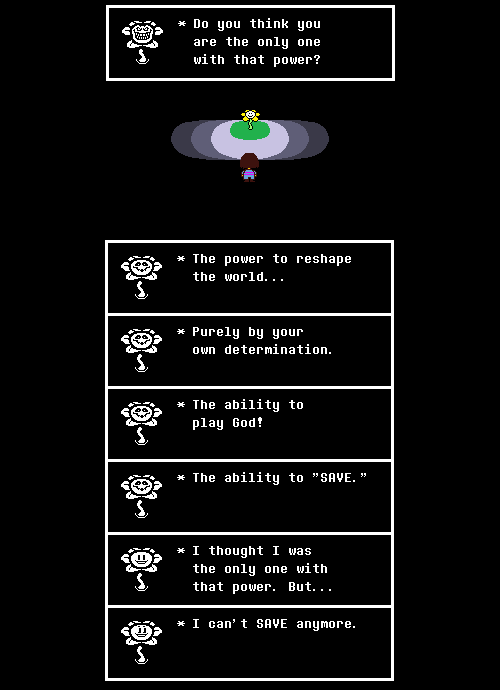 * Do you think you
are the only one
with that power?
* The power to reshape
the world...
* Purely by your
own determination.
* The ability to
play God!
* The ability to "SAVE."
* I thought I was
the only one with
that power. But...
* I can't SAVE anymore.